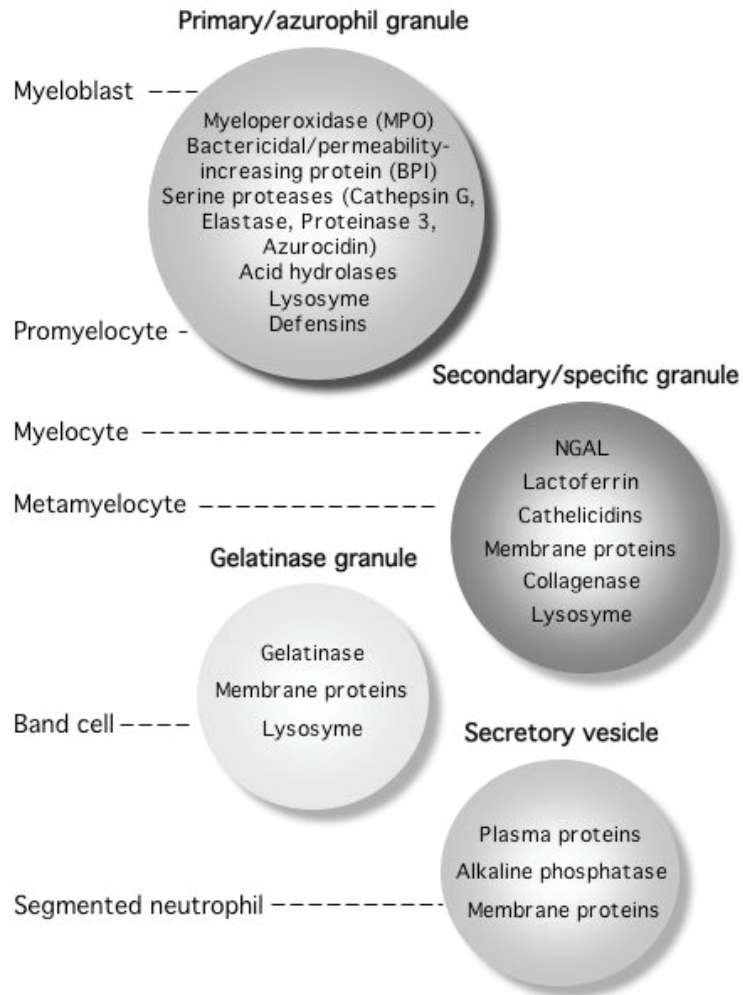 Primary/azurophil granule
Myeloblast
Myeloperoxidase (MPO)
Bactericidal/permeability-
increasing protein (BPI)
Serine proteases (Cathepsin G,
Elastase, Proteinase 3,
Azurocidin)
Acid hydrolases
Lysosyme
Defensins
Promyelocyte
Secondary/specific granule
Myelocyte
NGAL
Lactoferrin
Metamyelocyte
Cathelicidins
Membrane proteins
Collagenase
Lysosyme
Gelatinase granule
Gelatinase
Membrane proteins
Lysosyme
Band cell
Secretory vesicle
Plasma proteins
Alkaline phosphatase
Membrane proteins
Segmented neutrophil